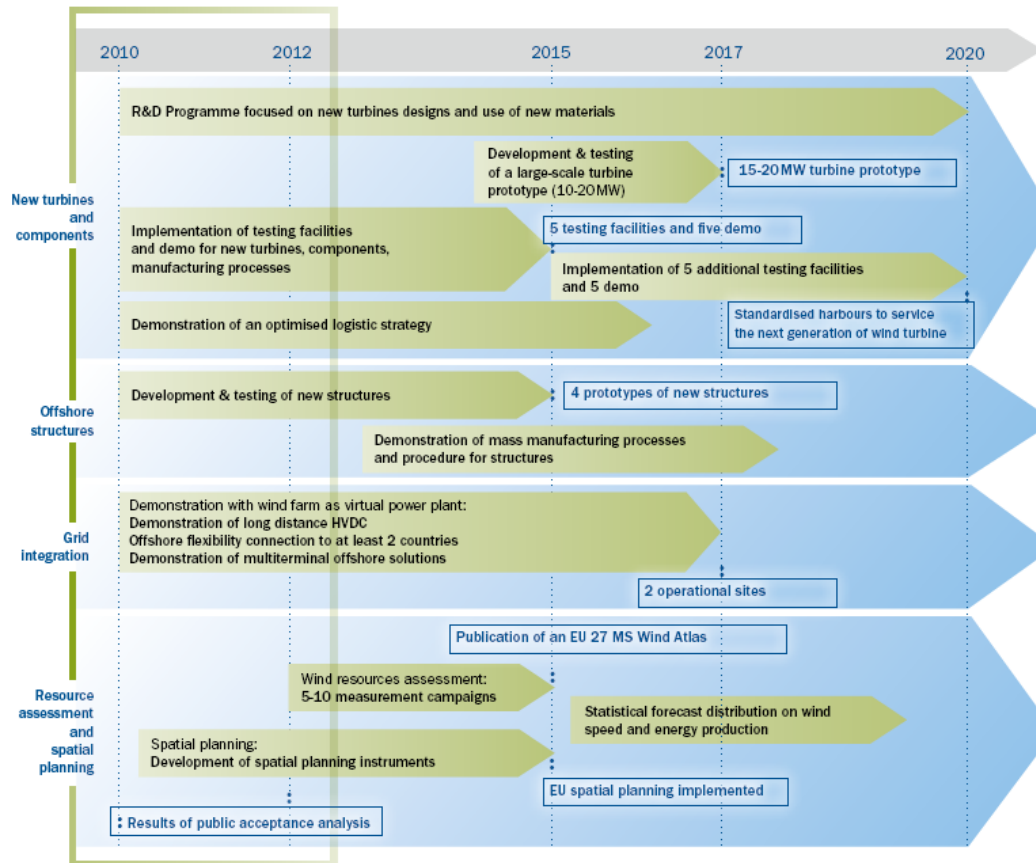 2010 2012 2015 2017 2020
New turbines
and
components
R&D Programme focused on new turbines designs and use of new materials
Development & testing
of a large-scale turbine
prototype (10-20MW)
15-20MW turbine prototype
Implementation of testing facilities
and demo for new turbines, components,
manufacturing processes
5 testing facilities and five demo
Implementation of 5 additional testing facilities
and 5 demo
Demonstration of an optimised logistic strategy
Standardised harbours to service
the next generation of wind turbine
Offshore
structures
Development & testing of new structures
4 prototypes of new structures
Demonstration of mass manufacturing processes
and procedure for structures
Grid
integration
Demonstration with wind farm as virtual power plant:
Demonstration of long distance HVDC
Offshore flexibility connection to at least 2 countries
Demonstration of multiterminal offshore solutions
2 operational sites
Resource
assessment
and
spatial
planning
Publication of an EU 27 MS Wind Atlas
Wind resources assessment:
5-10 measurement campaigns
Statistical forecast distribution on wind
speed and energy production
Spatial planning:
Development of spatial planning instruments
EU spatial planning implemented
Results of public acceptance analysis